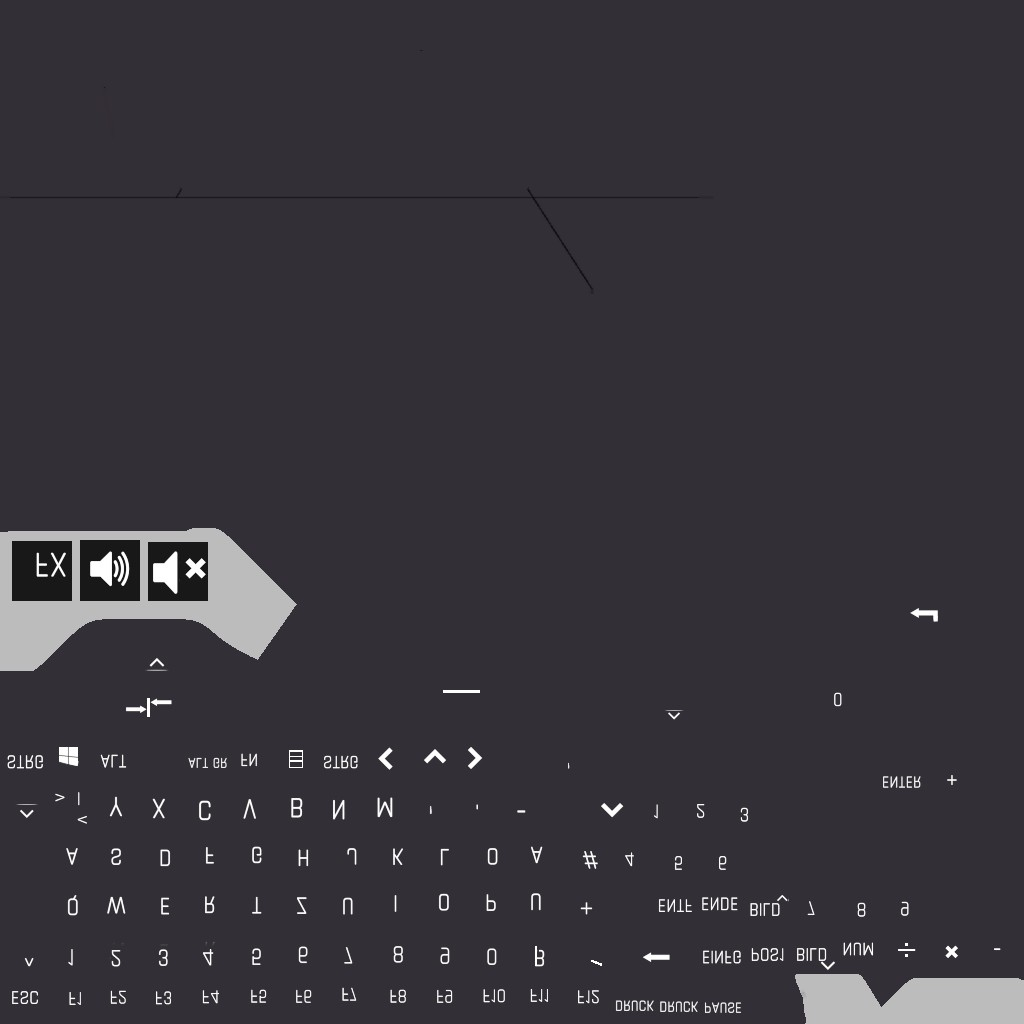 FX
0
STRG ALT ALT GR FN STRG ,
ENTER +
> | < Y X C V B N M , ' - 1 2 3
A S D F G H J K L O A # 4 5 6
Q W E R T Z U I O P U + ENTF ENDE BILD ^ 7 8 9
^ 1 2 3 4 5 6 7 8 9 0 B EINFG POS1 BILD NUM ÷ × -
ESC F1 F2 F3 F4 F5 F6 F7 F8 F9 F10 F11 F12 DRUCK DRUCK PAUSE